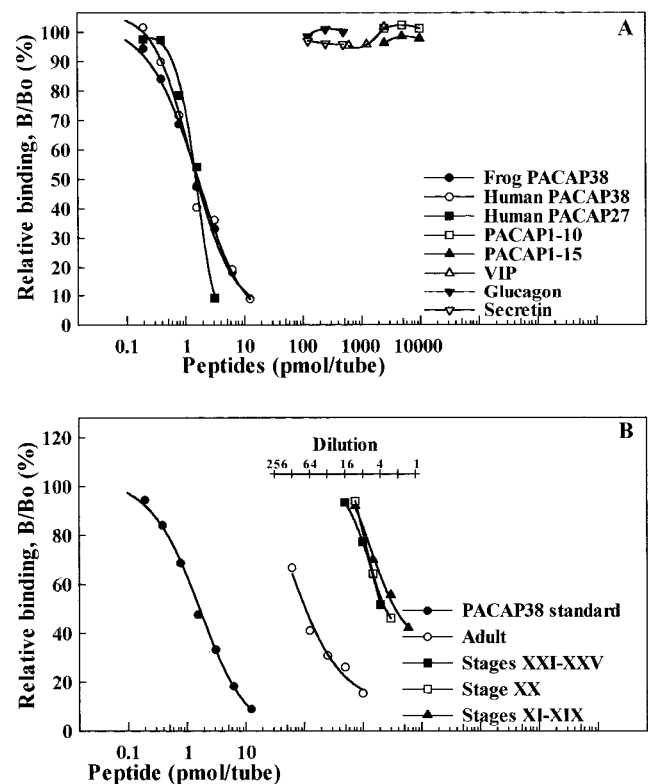 A
Relative binding, B/Bo (%)
100
90
80
70
60
50
40
30
20
10
0
Frog PACAP38
Human PACAP38
Human PACAP27
PACAP1-10
PACAP1-15
VIP
Glucagon
Secretin
0.1 1 10 100 1000 10000
Peptides (pmol/tube)
B
Relative binding, B/Bo (%)
120
100
80
60
40
20
0
Dilution
256 64 16 4 1
PACAP38 standard
Adult
Stages XXI-XXV
Stage XX
Stages XI-XIX
0.1 1 10
Peptide (pmol/tube)